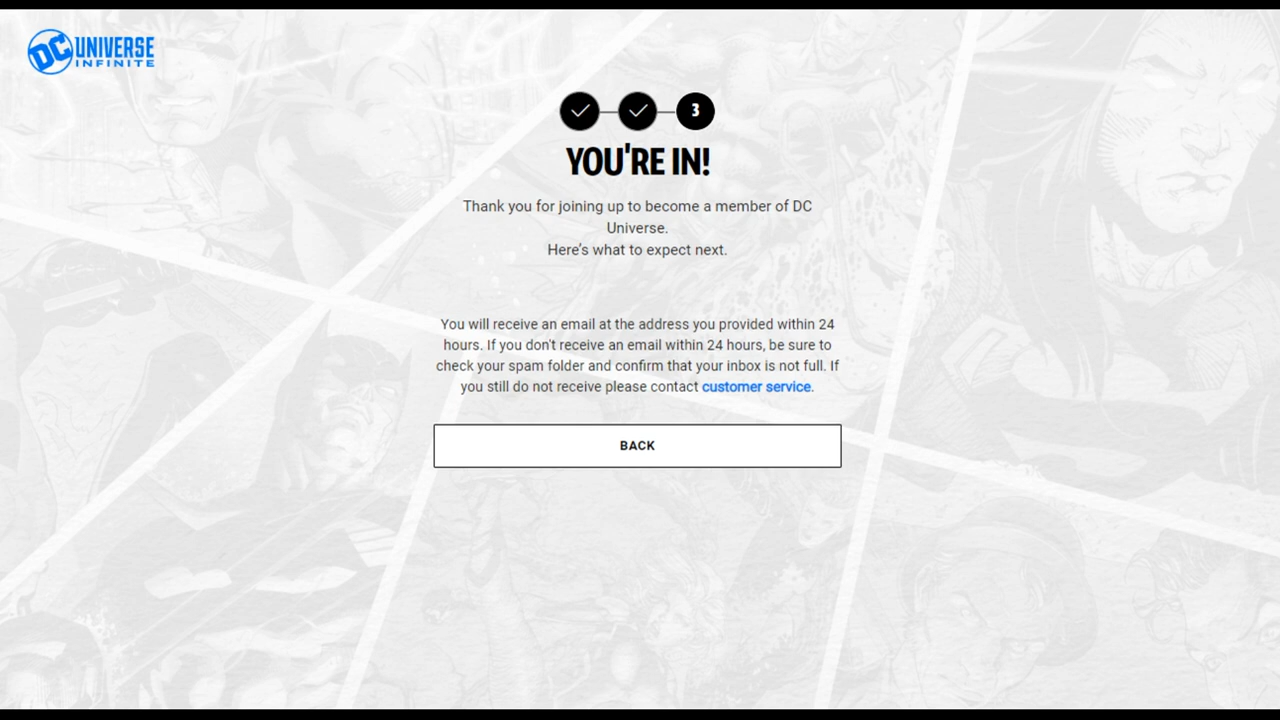 DC UNIVERSE
INFINITE
3
YOU'RE IN!
Thank you for joining up to become a member of DC
Universe.
Here's what to expect next.
You will receive an email at the address you provided within 24
hours. If you don't receive an email within 24 hours, be sure to
check your spam folder and confirm that your inbox is not full. If
you still do not receive please contact customer service.
BACK